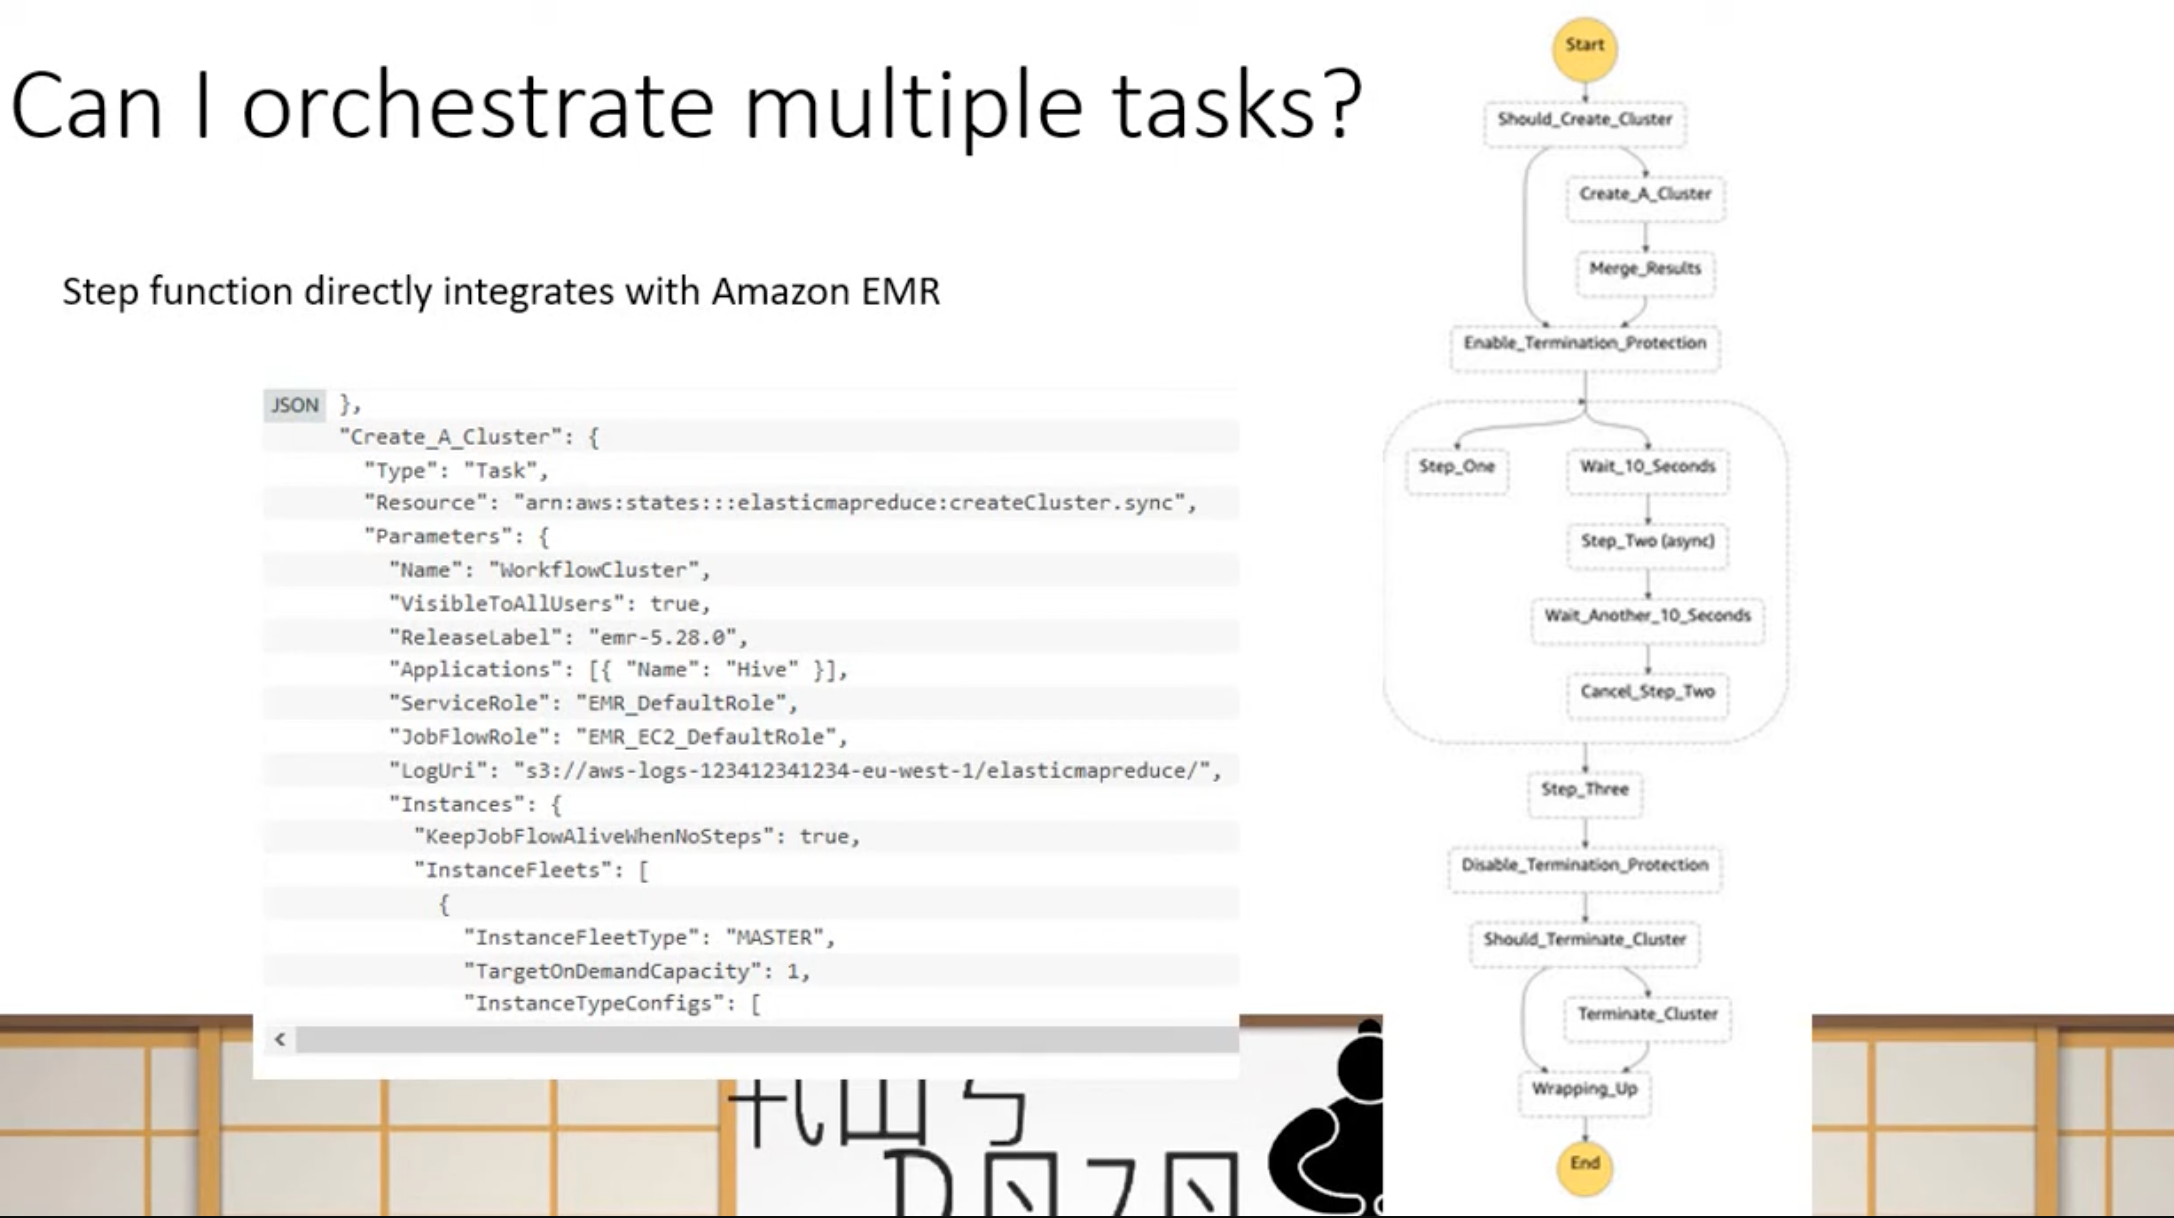 Can I orchestrate multiple tasks?
Step function directly integrates with Amazon EMR
JSON
},
"Create_A_Cluster": {
"Type": "Task",
"Resource": "arn:aws:states:::elasticmapreduce:createCluster.sync",
"Parameters": {
"Name": "WorkflowCluster",
"VisibleToAllUsers": true,
"ReleaseLabel": "emr-5.28.0",
"Applications": [{ "Name": "Hive" }],
"ServiceRole": "EMR_DefaultRole",
"JobFlowRole": "EMR_EC2_DefaultRole",
"LogUri": "s3://aws-logs-123412341234-eu-west-1/elasticmapreduce/",
"Instances": {
"KeepJobFlowAliveWhenNoSteps": true,
"InstanceFleets": [
{
"InstanceFleetType": "MASTER",
"TargetOnDemandCapacity": 1,
"InstanceTypeConfigs": [
Start
Should_Create_Cluster
Create_A_Cluster
Merge_Results
Enable_Termination_Protection
Step_One
Wait_10_Seconds
Step_Two (async)
Wait_Another_10_Seconds
Cancel_Step_Two
Step_Three
Disable_Termination_Protection
Should_Terminate_Cluster
Terminate_Cluster
Wrapping_Up
End